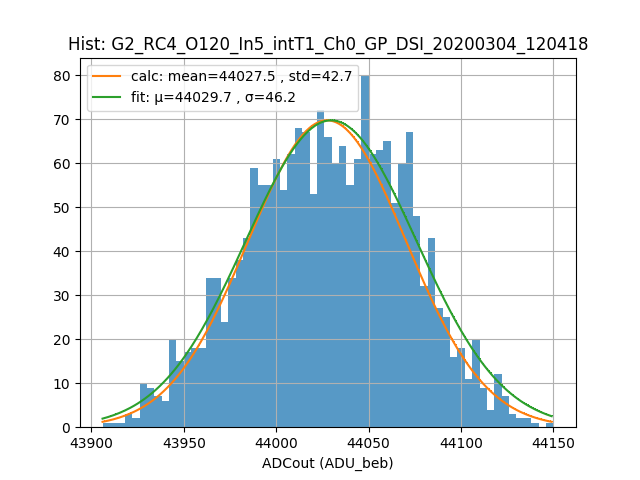 Hist: G2_RC4_O120_In5_intT1_Ch0_GP_DSI_20200304_120418
calc: mean=44027.5 , std=42.7
fit: μ=44029.7 , σ=46.2
80
70
60
50
40
30
20
10
0
43900 43950 44000 44050 44100 44150
ADCout (ADU_beb)